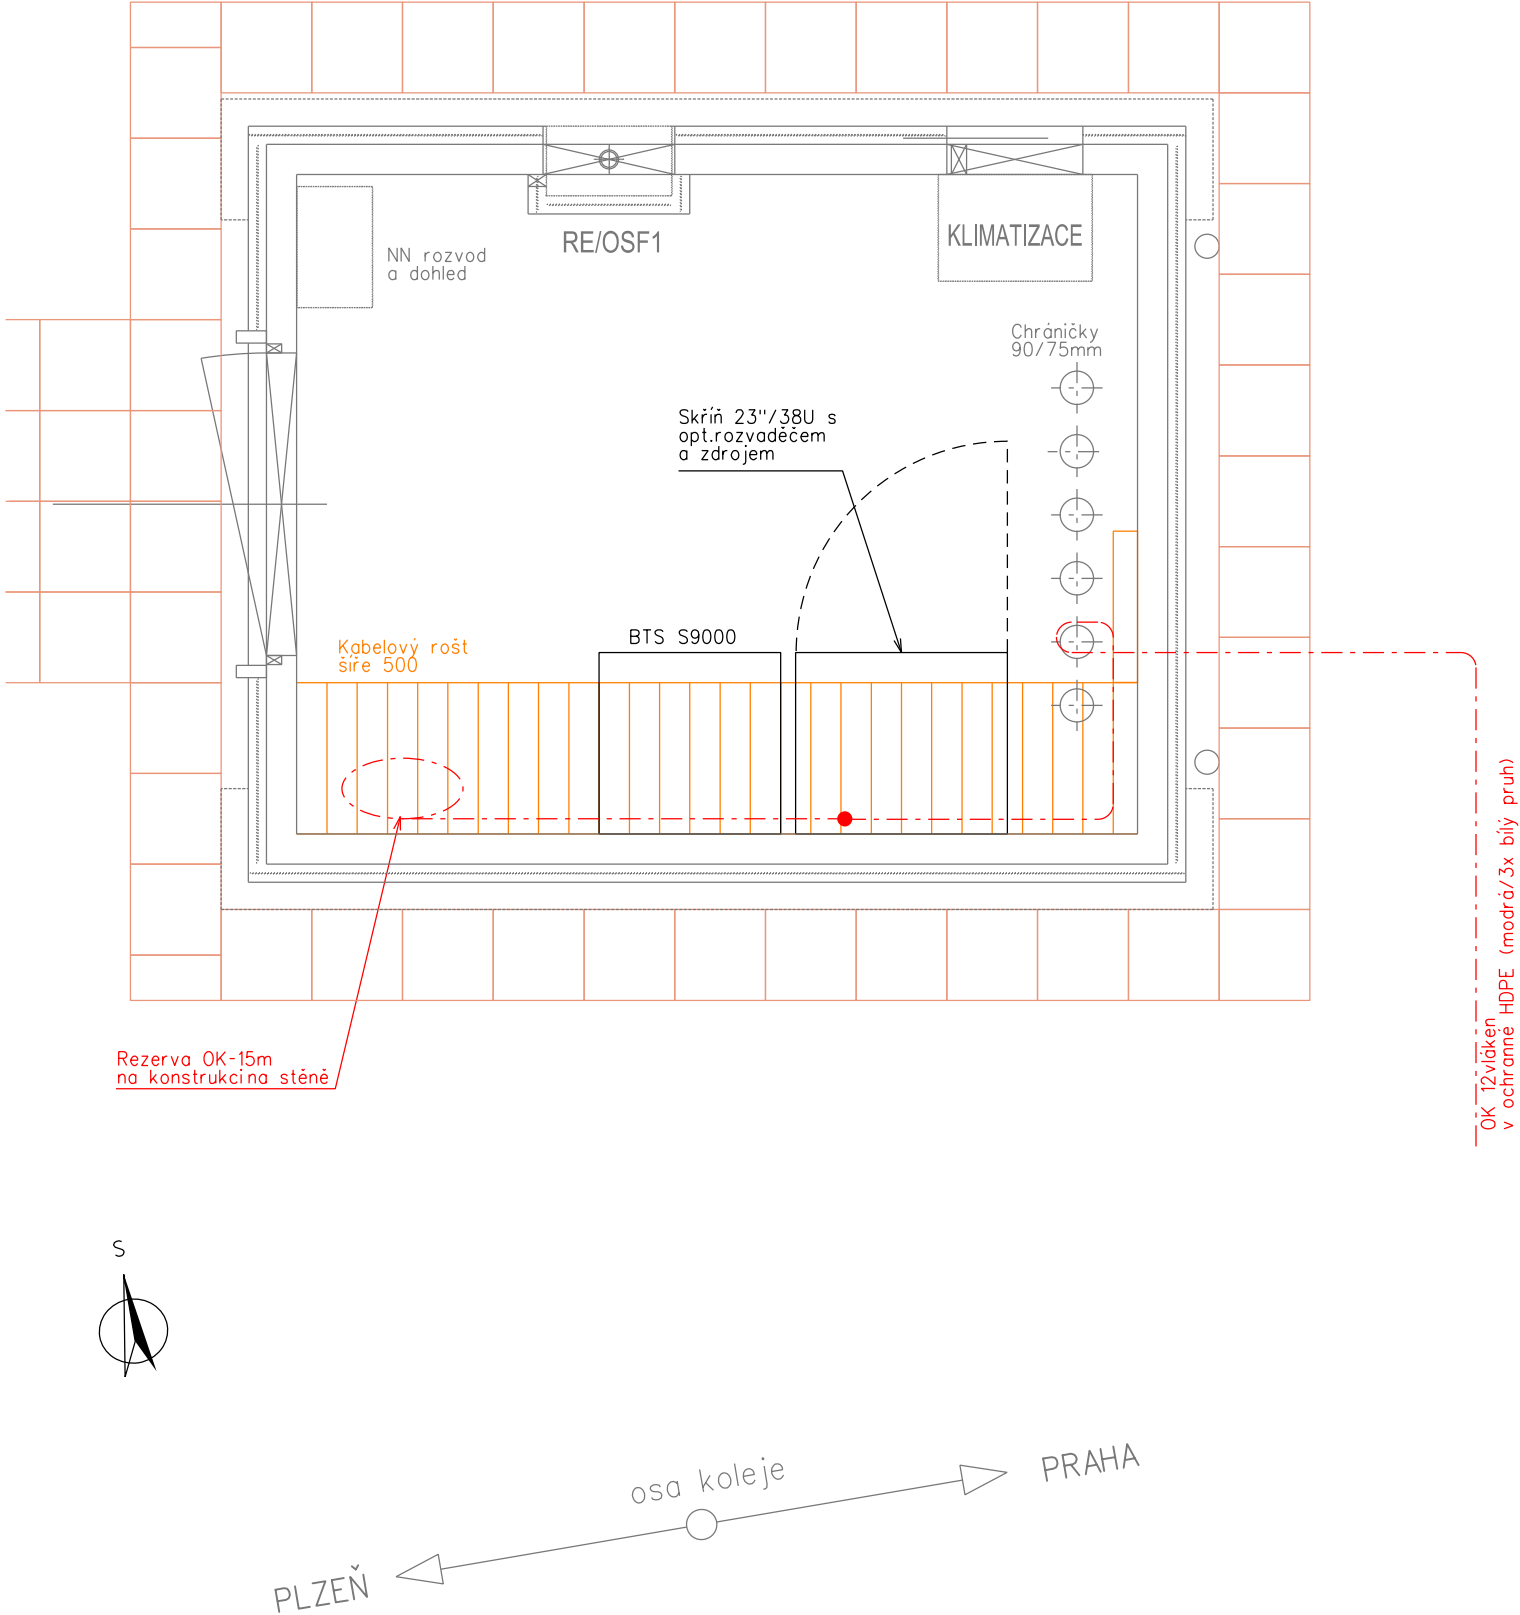 RE/OSF1
KLIMATIZACE
NN rozvod
a dohled
Chráničky
90/75mm
Skříň 23"/38U s
opt.rozvaděčem
a zdrojem
BTS S9000
Kabelový rošt
šíře 500
Rezerva OK-15m
na konstrukci na stěně
OK 12vláken
v ochranné HDPE (modrá/3x bílý pruh)
S
osa koleje
PRAHA
PLZEŇ